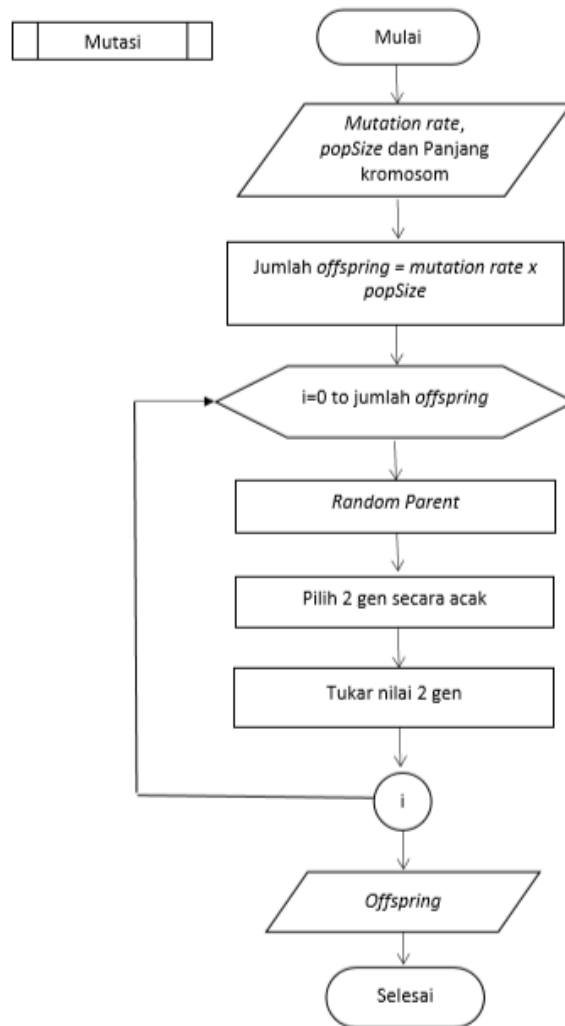 Mutasi
Mulai
Mutation rate,
popSize dan Panjang
kromosom
Jumlah offspring = mutation rate x
popSize
i=0 to jumlah offspring
Random Parent
Pilih 2 gen secara acak
Tukar nilai 2 gen
i
Offspring
Selesai